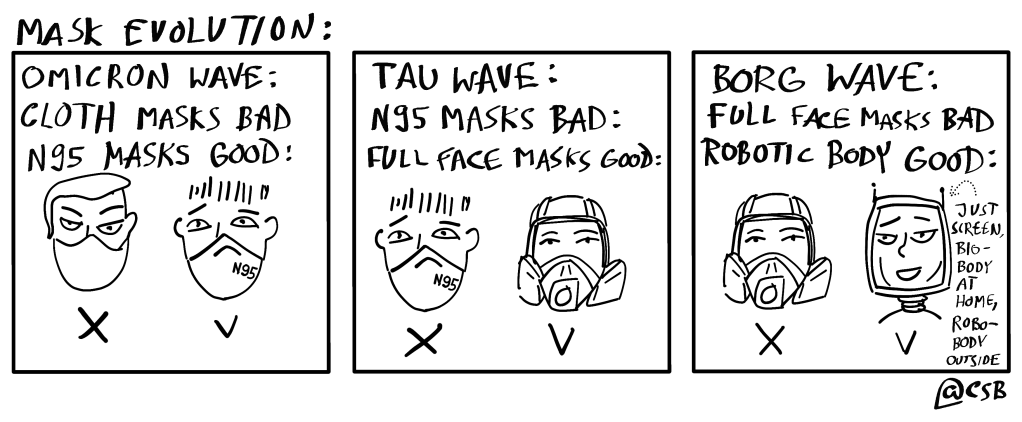 MASK EVOLUTION:
OMICRON WAVE:
CLOTH MASKS BAD
N95 MASKS GOOD:
N95
X
V
TAU WAVE:
N95 MASKS BAD:
FULL FACE MASKS GOOD:
N95
X
V
BORG WAVE:
FULL FACE MASKS BAD
ROBOTIC BODY GOOD:
JUST
SCREEN,
BIO-
BODY
AT
HOME,
ROBO-
BODY
OUTSIDE
X
V
@CSB